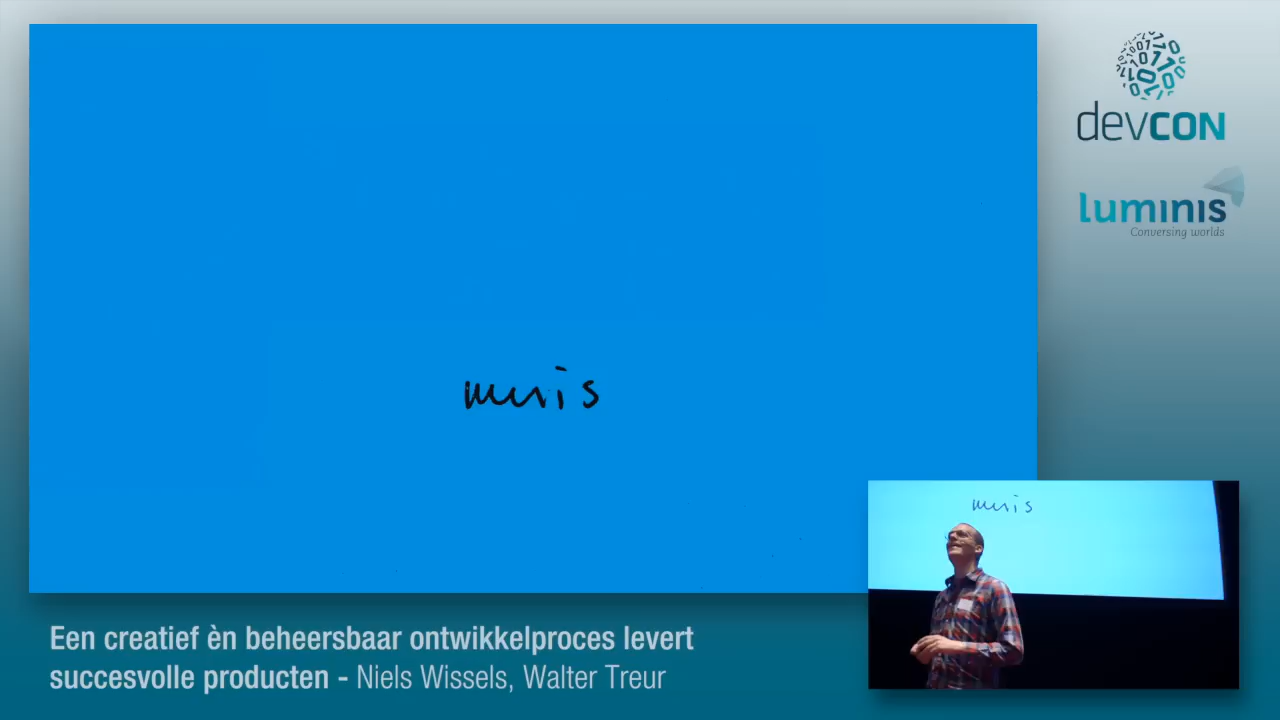 devCON
luminis
Conversing worlds
muis
muis
Een creatief èn beheersbaar ontwikkelproces levert
succesvolle producten - Niels Wissels, Walter Treur